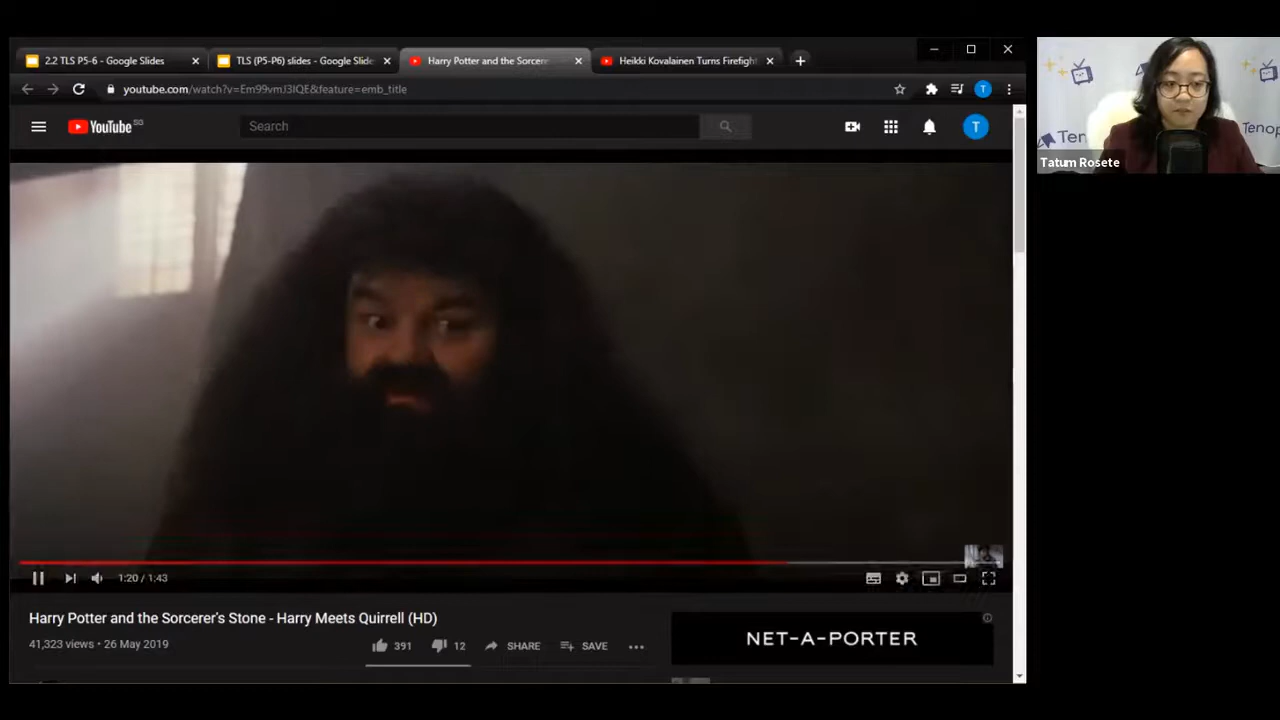 2.2 TLS P5-6 - Google Slides
TLS (P5-P6) slides - Google Slide
Harry Potter and the Sorcerer
Heikki Kovalainen Turns Firefight
youtube.com/watch?v=Em99vmJ3IQE&feature=emb_title
YouTube SG
Search
T
T
Tenop
Tenop
Tatum Rosete
1:20 / 1:43
Harry Potter and the Sorcerer's Stone - Harry Meets Quirrell (HD)
41,323 views • 26 May 2019
391
12
SHARE
SAVE
NET-A-PORTER